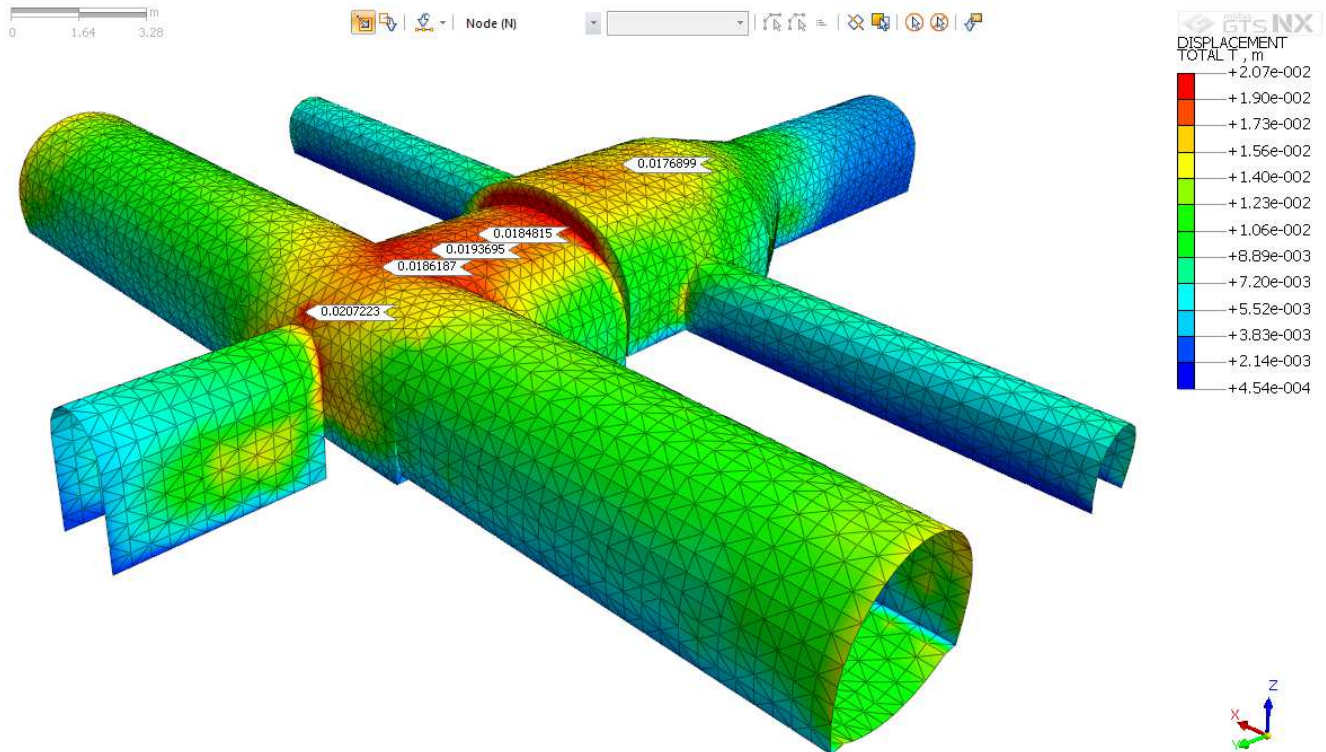 m
0 1.64 3.28
Node (N)
midas
GTS NX
DISPLACEMENT
TOTAL T , m
+2.07e-002
+1.90e-002
+1.73e-002
+1.56e-002
+1.40e-002
+1.23e-002
+1.06e-002
+8.89e-003
+7.20e-003
+5.52e-003
+3.83e-003
+2.14e-003
+4.54e-004
0.0176899
0.0184815
0.0193695
0.0186187
0.0207223
Z
X
Y